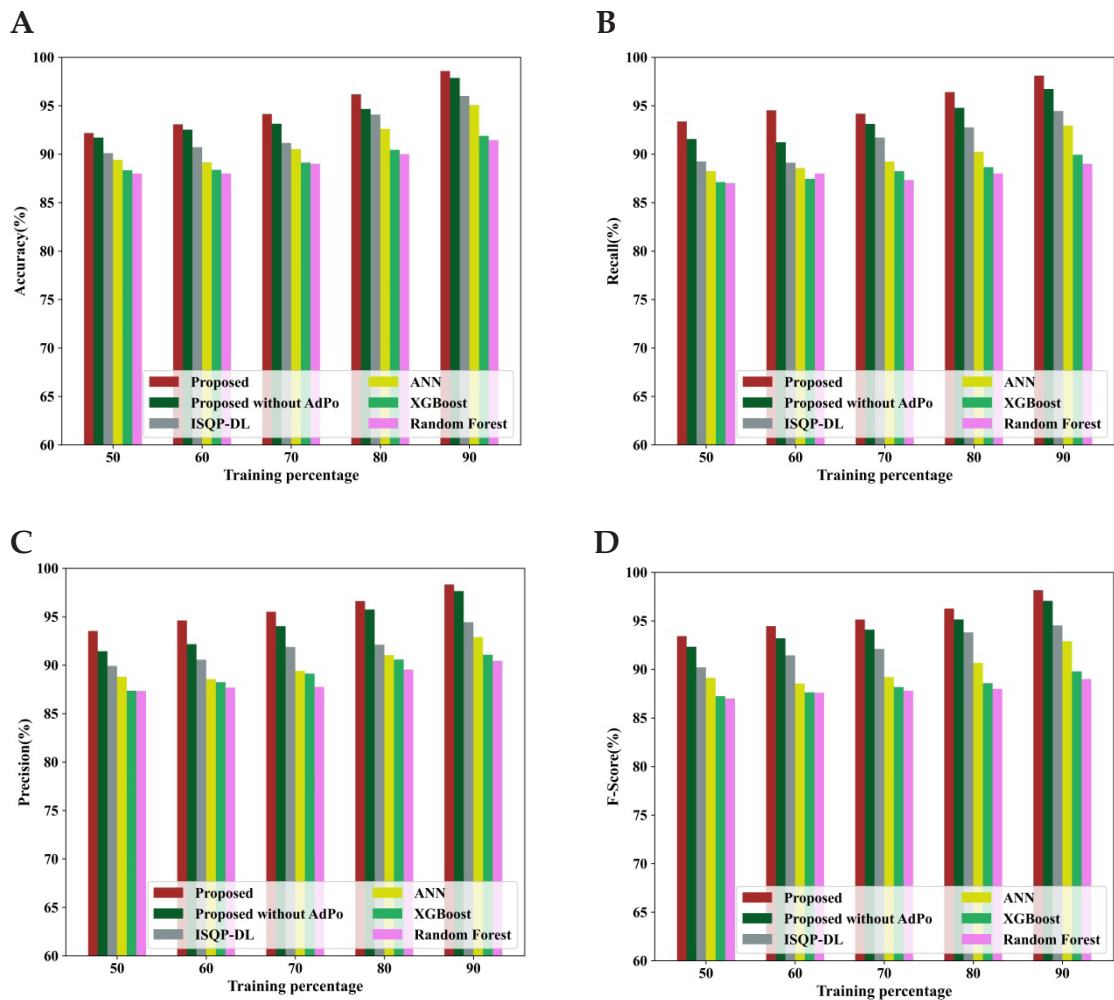 A
100
95
90
85
80
75
70
65
60
Accuracy(%)
Proposed
Proposed without AdPo
ISQP-DL
ANN
XGBoost
Random Forest
50 60 70 80 90
Training percentage
B
100
95
90
85
80
75
70
65
60
Recall(%)
Proposed
Proposed without AdPo
ISQP-DL
ANN
XGBoost
Random Forest
50 60 70 80 90
Training percentage
C
100
95
90
85
80
75
70
65
60
Precision(%)
Proposed
Proposed without AdPo
ISQP-DL
ANN
XGBoost
Random Forest
50 60 70 80 90
Training percentage
D
100
95
90
85
80
75
70
65
60
F-Score(%)
Proposed
Proposed without AdPo
ISQP-DL
ANN
XGBoost
Random Forest
50 60 70 80 90
Training percentage